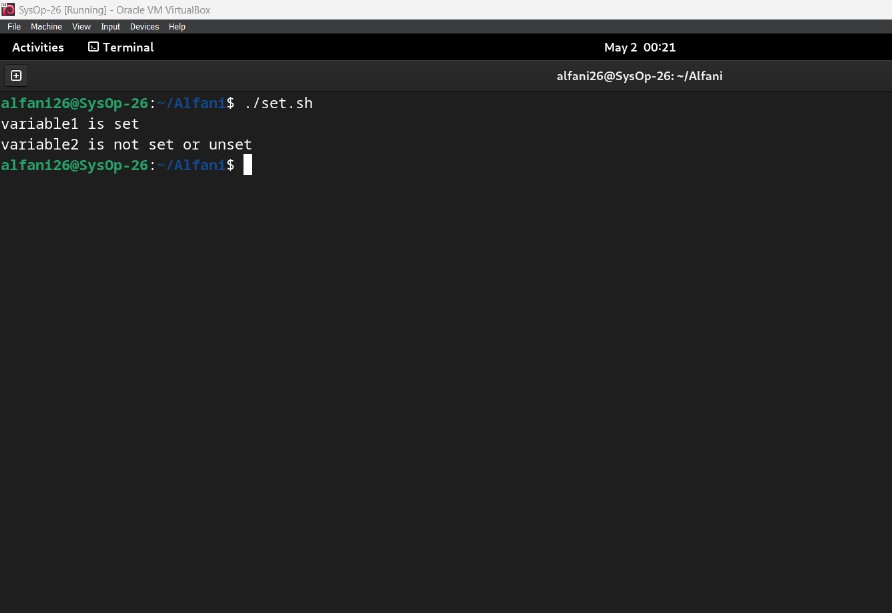 SysOp-26 [Running] - Oracle VM VirtualBox
File Machine View Input Devices Help
Activities Terminal May 2 00:21
alfani26@SysOp-26: ~/Alfani
alfani26@SysOp-26:~/Alfani$ ./set.sh
variable1 is set
variable2 is not set or unset
alfani26@SysOp-26:~/Alfani$